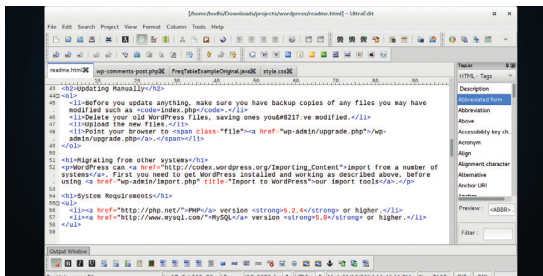 [/home/bodhi/Downloads/projects/wordpress/readme.html] - UltraEdit
File Edit Search Project View Format Column Tools Help
readme.html wp-comments-post.php FreqTableExampleOriginal.java style.css
10 20 30 40 50 60 70 80 90
43 <h2>Updating Manually</h2>
44 <ol>
45 <li>Before you update anything, make sure you have backup copies of any files you may have
modified such as <code>index.php</code>.</li>
46 <li>Delete your old WordPress files, saving ones you&#8217;ve modified.</li>
47 <li>Upload the new files.</li>
48 <li>Point your browser to <span class="file"><a href="wp-admin/upgrade.php">/wp-
admin/upgrade.php</a>.</span></li>
49 </ol>
50
51 <h1>Migrating from other systems</h1>
52 <p>WordPress can <a href="http://codex.wordpress.org/Importing_Content">import from a number of
systems</a>. First you need to get WordPress installed and working as described above, before
using <a href="wp-admin/import.php" title="Import to WordPress">our import tools</a>.</p>
53
54 <h1>System Requirements</h1>
55 <ul>
56 <li><a href="http://php.net/">PHP</a> version <strong>5.2.4</strong> or higher.</li>
57 <li><a href="http://www.mysql.com/">MySQL</a> version <strong>5.0</strong> or higher.</li>
58 </ul>
59
TagList
HTML - Tags
Description
Abbreviated form
Abbreviation
Above
Accessibility key ch.
Acronym
Align
Alignment character
Alternative
Anchor URI
Preview : <ABBR>
Filter :
Output Window